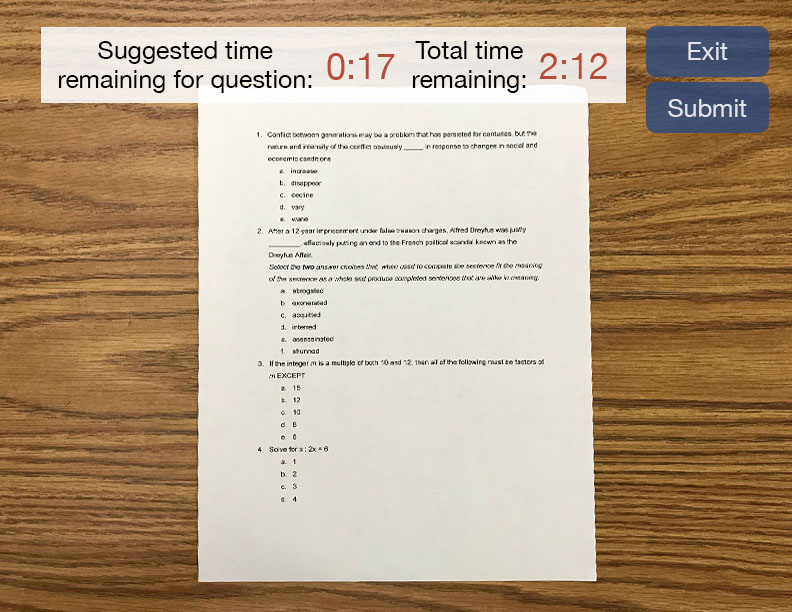 Suggested time
remaining for question: 0:17
Total time
remaining: 2:12
Exit
Submit
1. Conflict between generations may be a problem that has persisted for centuries, but the
nature and intensity of the conflict obviously _____ in response to changes in social and
economic conditions
a. increase
b. disappear
c. decline
d. vary
e. wane
2. After a 12-year imprisonment under false treason charges, Alfred Dreyfus was justly
________, effectively putting an end to the French political scandal known as the
Dreyfus Affair.
Select the two answer choices that, when used to complete the sentence fit the meaning
of the sentence as a whole and produce completed sentences that are alike in meaning.
a. abrogated
b. exonerated
c. acquitted
d. interred
e. assassinated
f. shunned
3. If the integer m is a multiple of both 10 and 12, then all of the following must be factors of
m EXCEPT
a. 15
b. 12
c. 10
d.
e.
4. Solve for x : 2x = 6
a. 1
b. 2
c. 3
d. 4